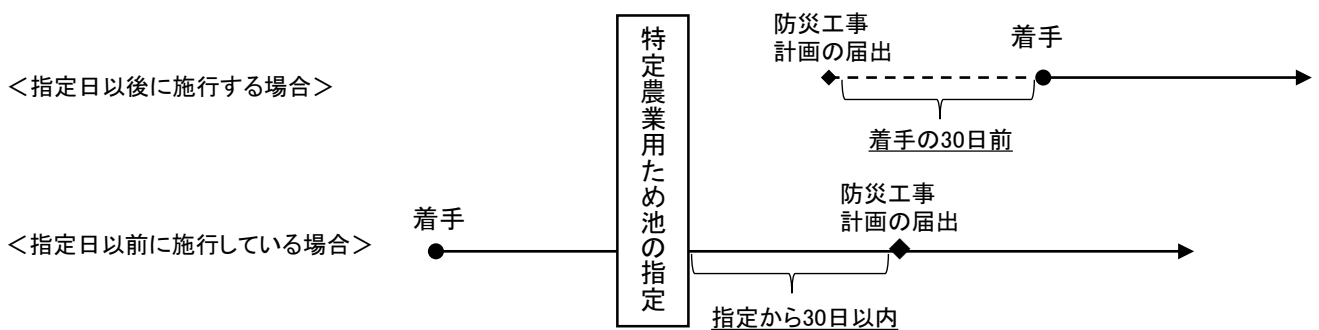 ＜指定日以後に施行する場合＞
防災工事
計画の届出
着手
着手の30日前
特定農業用ため池の指定
＜指定日以前に施行している場合＞
着手
防災工事
計画の届出
指定から30日以内